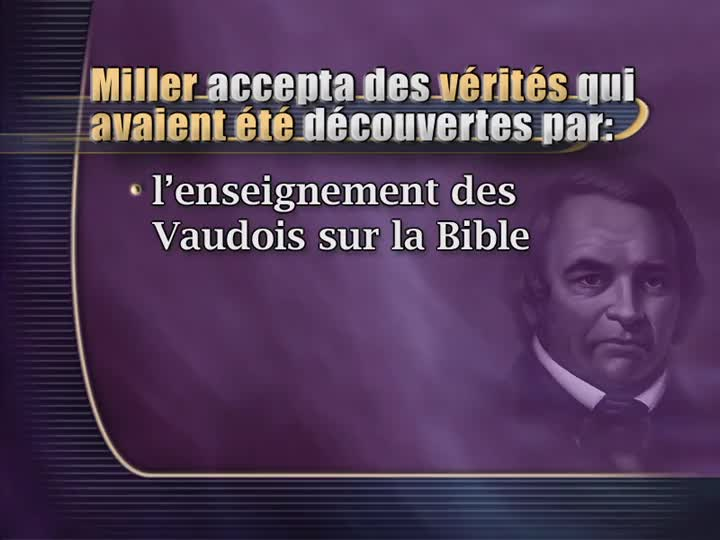 Miller accepta des vérités qui
avaient été découvertes par:
• l’enseignement des
Vaudois sur la Bible